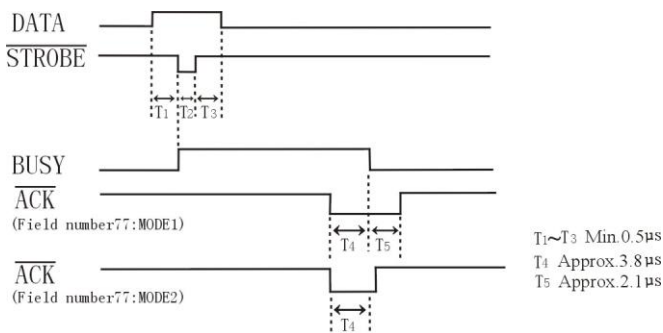 DATA
STROBE
T1 T2 T3
BUSY
ACK
(Field number77:MODE1)
T4 T5
T1~T3 Min.0.5μs
T4 Approx.3.8μs
T5 Approx.2.1μs
ACK
(Field number77:MODE2)
T4